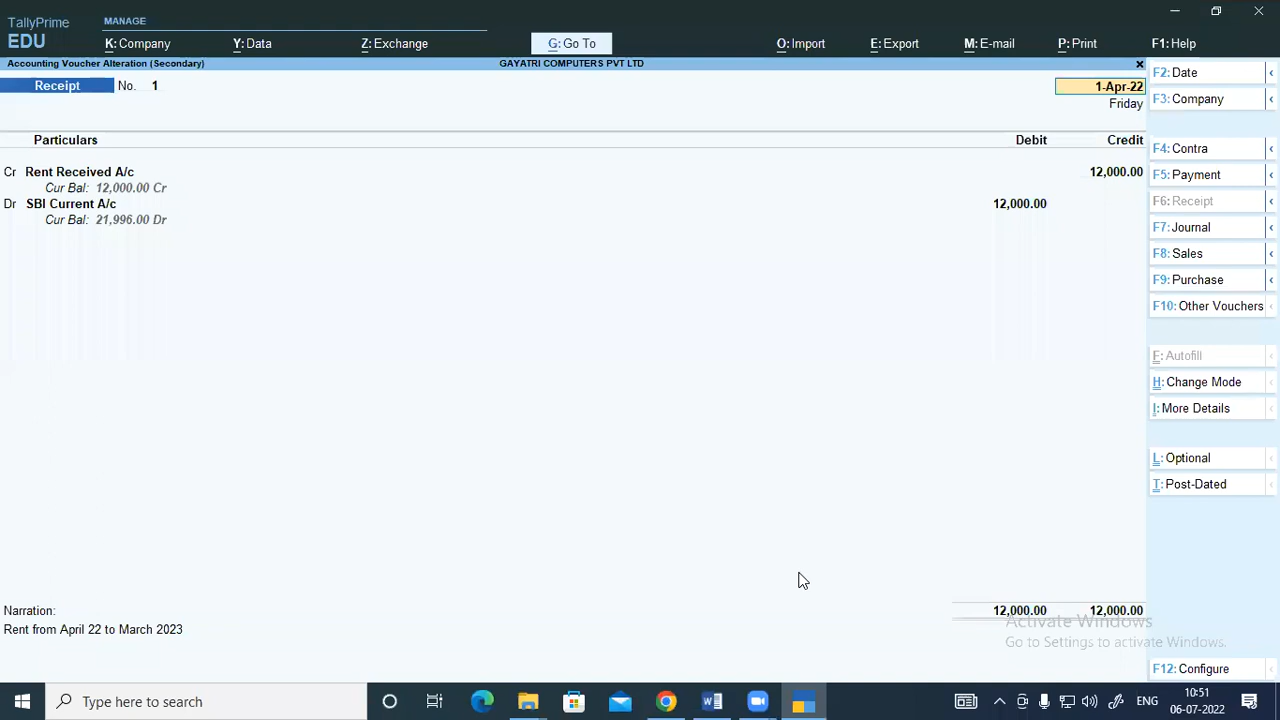 TallyPrime
EDU
MANAGE
K: Company
Y: Data
Z: Exchange
G: Go To
O: Import
E: Export
M: E-mail
P: Print
F1: Help
Accounting Voucher Alteration (Secondary)
GAYATRI COMPUTERS PVT LTD
Receipt No. 1
1-Apr-22
Friday
Particulars Debit Credit
Cr Rent Received A/c 12,000.00
Cur Bal: 12,000.00 Cr
Dr SBI Current A/c 12,000.00
Cur Bal: 21,996.00 Dr
Narration: 12,000.00 12,000.00
Rent from April 22 to March 2023
F2: Date
F3: Company
F4: Contra
F5: Payment
F6: Receipt
F7: Journal
F8: Sales
F9: Purchase
F10: Other Vouchers
F: Autofill
H: Change Mode
I: More Details
L: Optional
T: Post-Dated
Activate Windows
Go to Settings to activate Windows.
F12: Configure
Type here to search
ENG
10:51
06-07-2022